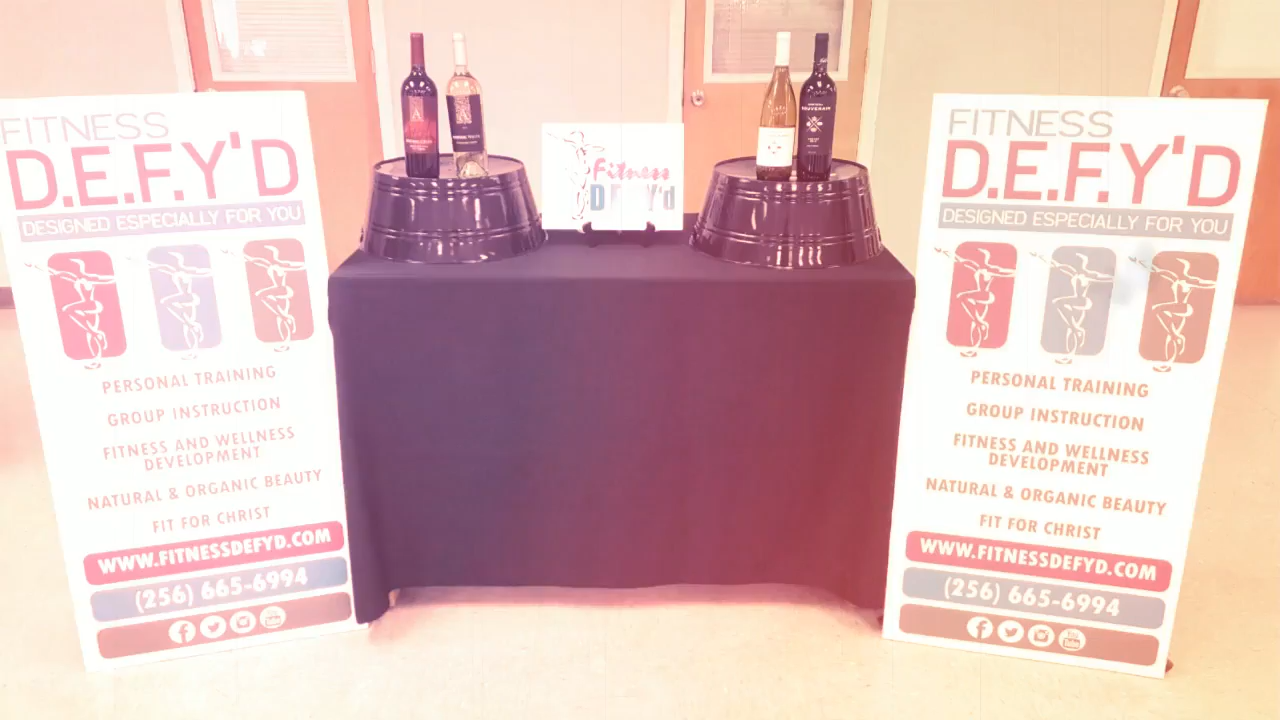 FITNESS
D.E.F.Y'D
DESIGNED ESPECIALLY FOR YOU
PERSONAL TRAINING
GROUP INSTRUCTION
FITNESS AND WELLNESS
DEVELOPMENT
NATURAL & ORGANIC BEAUTY
FIT FOR CHRIST
WWW.FITNESSDEFYD.COM
(256) 665-6994
Fitness
FITNESS
D.E.F.Y'D
DESIGNED ESPECIALLY FOR YOU
PERSONAL TRAINING
GROUP INSTRUCTION
FITNESS AND WELLNESS
DEVELOPMENT
NATURAL & ORGANIC BEAUTY
FIT FOR CHRIST
WWW.FITNESSDEFYD.COM
(256) 665-6994